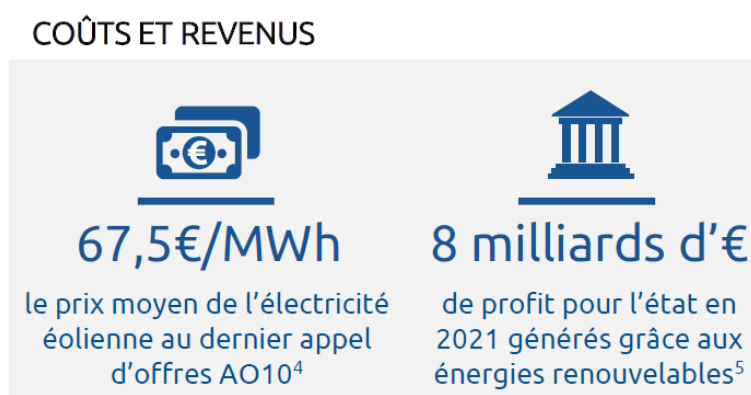 COÛTS ET REVENUS
€
67,5€/MWh
le prix moyen de l’électricité
éolienne au dernier appel
d’offres AO10⁴
8 milliards d’€
de profit pour l’état en
2021 générés grâce aux
énergies renouvelables⁵